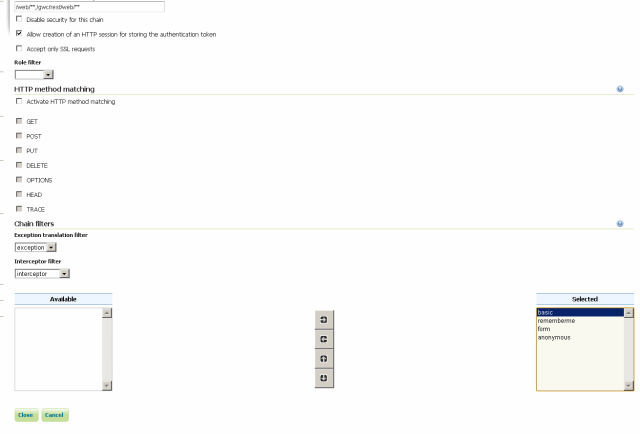 /web/**,/gwc/rest/web/**
Disable security for this chain
Allow creation of an HTTP session for storing the authentication token
Accept only SSL requests
Role filter
HTTP method matching
Activate HTTP method matching
GET
POST
PUT
DELETE
OPTIONS
HEAD
TRACE
Chain filters
Exception translation filter
exception
Interceptor filter
interceptor
Available
Selected
basic
rememberme
form
anonymous
Close Cancel